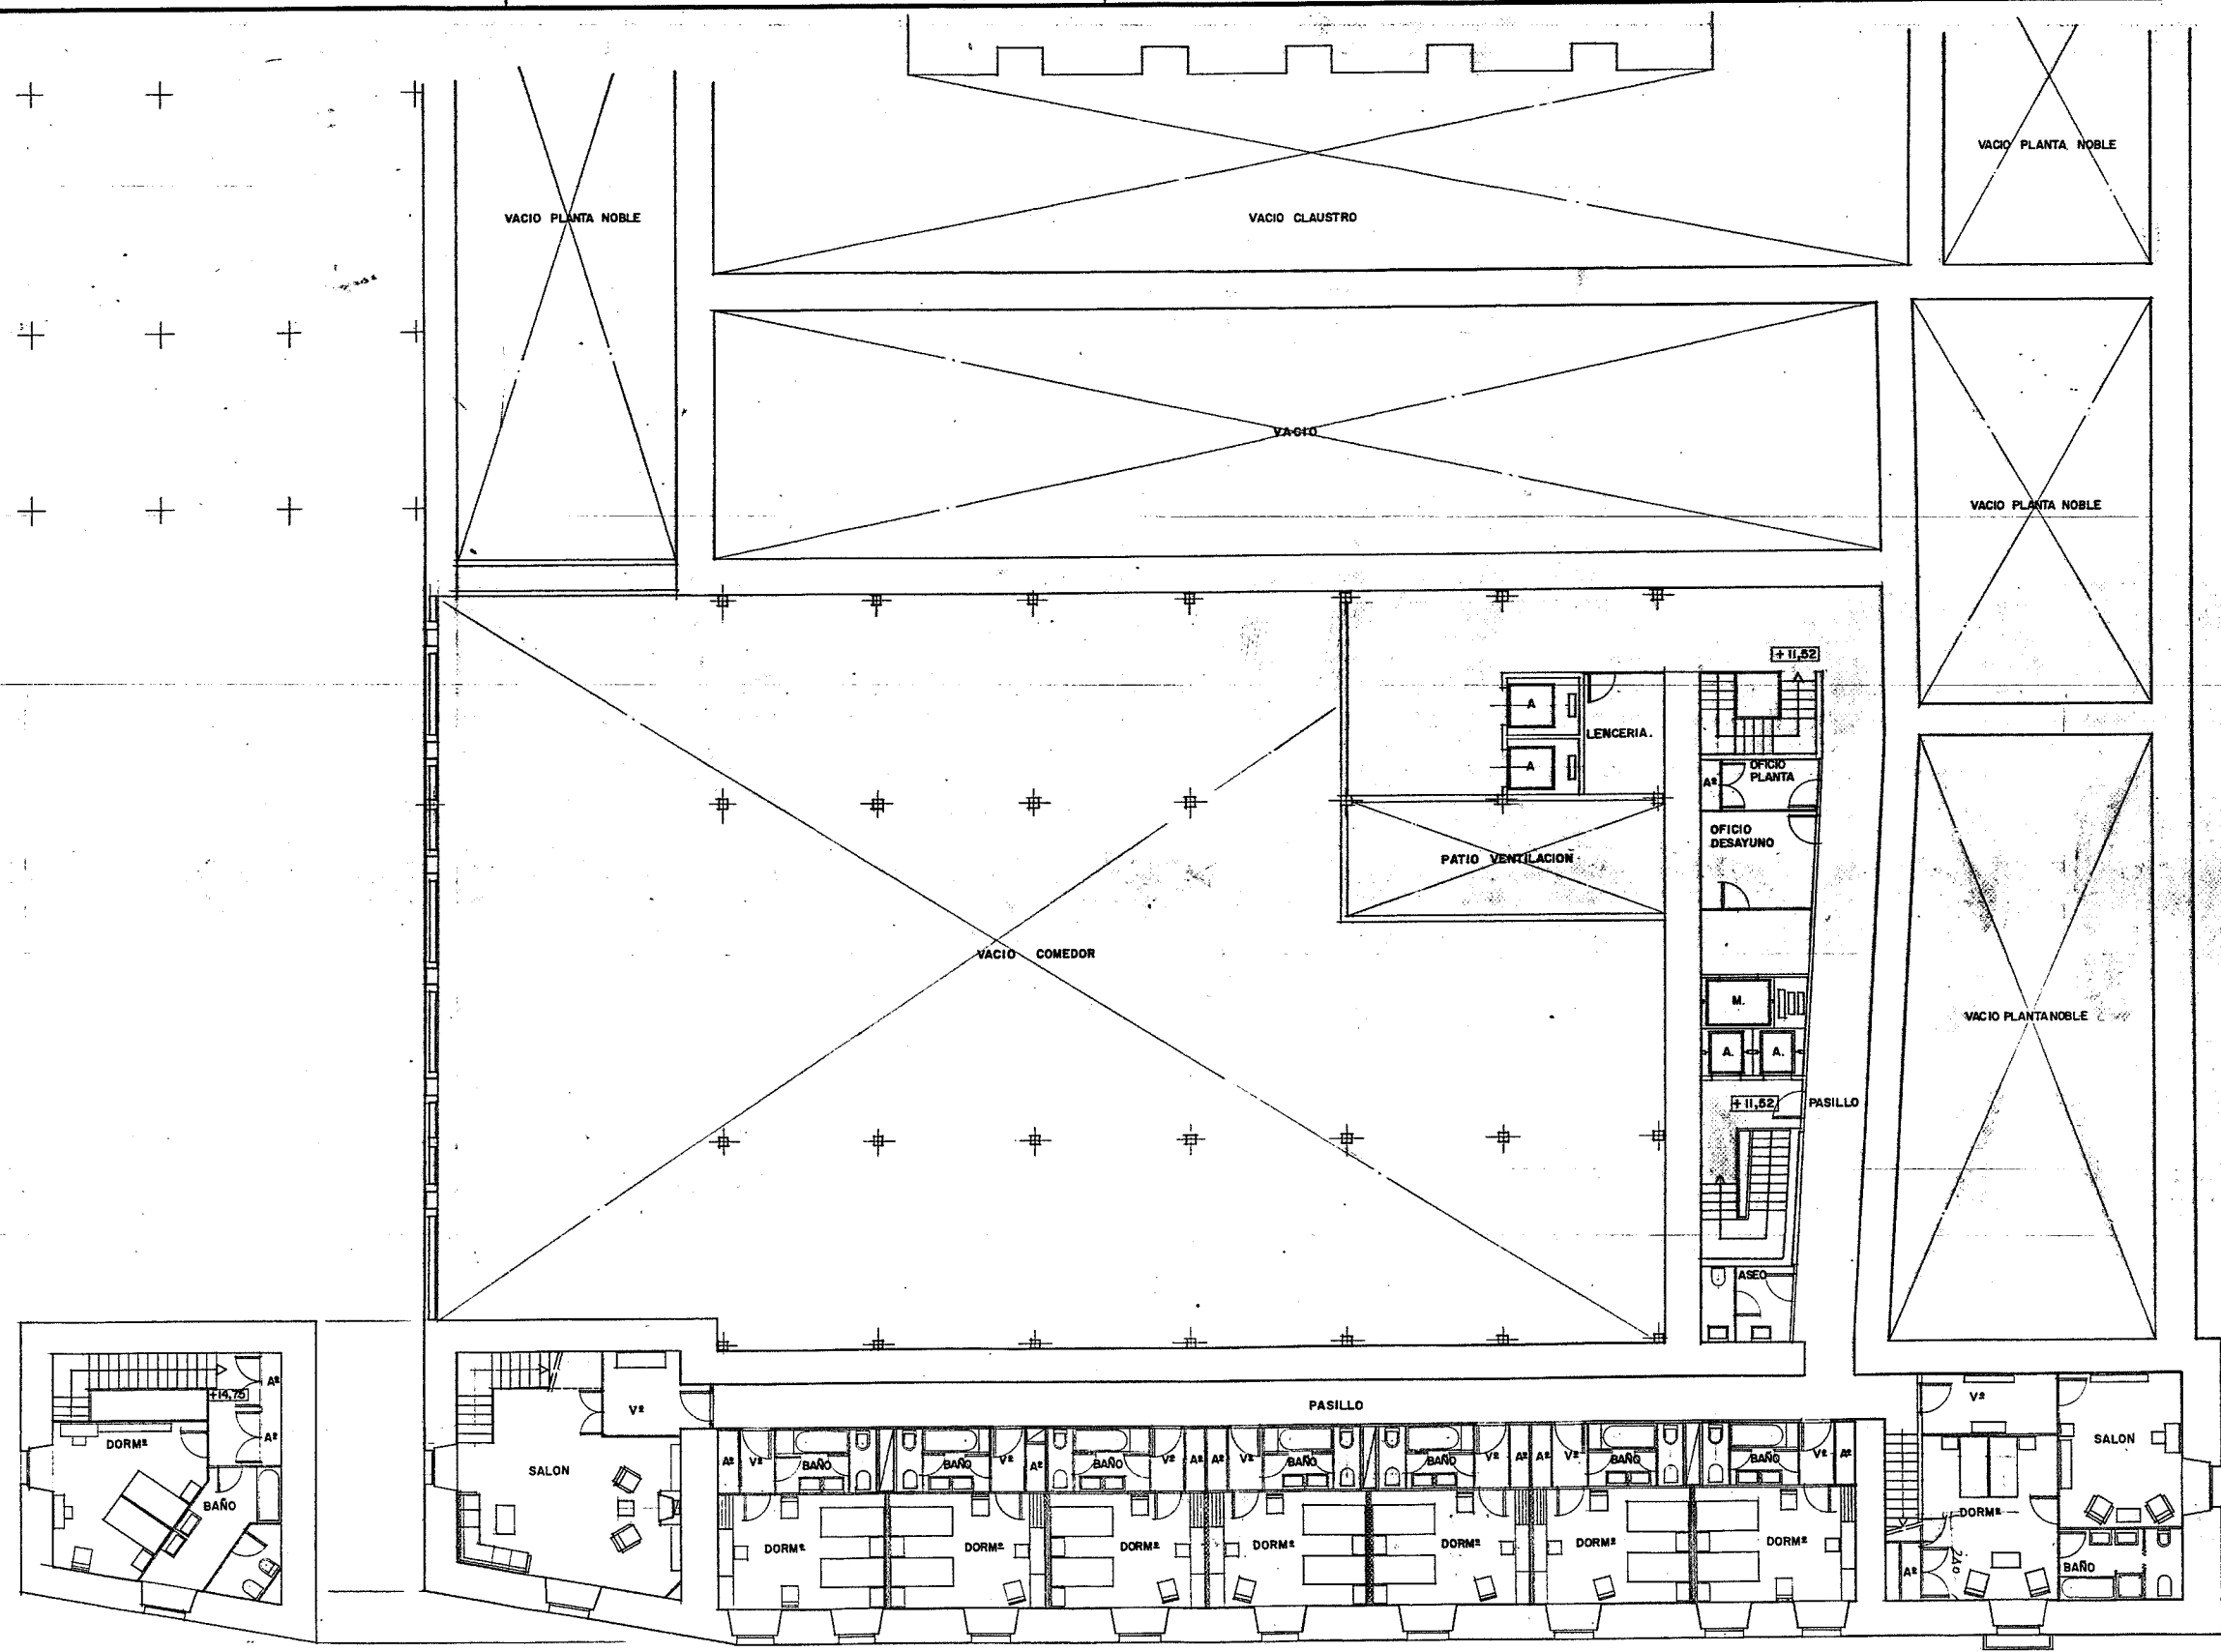 VACIO PLANTA NOBLE
VACIO PLANTA NOBLE
VACIO CLAUSTRO
VACIO
VACIO PLANTA NOBLE
+11,52
A
LENCERIA.
A
Aº
OFICIO
PLANTA
OFICIO
DESAYUNO
PATIO VENTILACION
VACIO COMEDOR
M.
VACIO PLANTA NOBLE
A.
A.
+11,52
PASILLO
ASEO
Aº
+14,75
Aº
DORMº
BAÑO
Vº
SALON
PASILLO
Aº
Vº
BAÑO
BAÑO
Vº
Aº
BAÑO
Vº
Aº
Aº
Vº
BAÑO
BAÑO
Vº
Aº
Aº
Vº
BAÑO
BAÑO
Vº
Aº
DORMº
DORMº
DORMº
DORMº
DORMº
DORMº
DORMº
Vº
SALON
DORMº
Aº
240
BAÑO